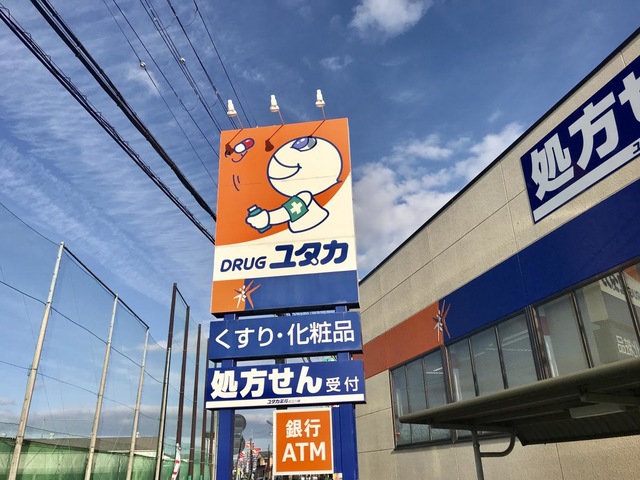 DRUG ユタカ
くすり・化粧品
処方せん受付
銀行
ATM
処方せ